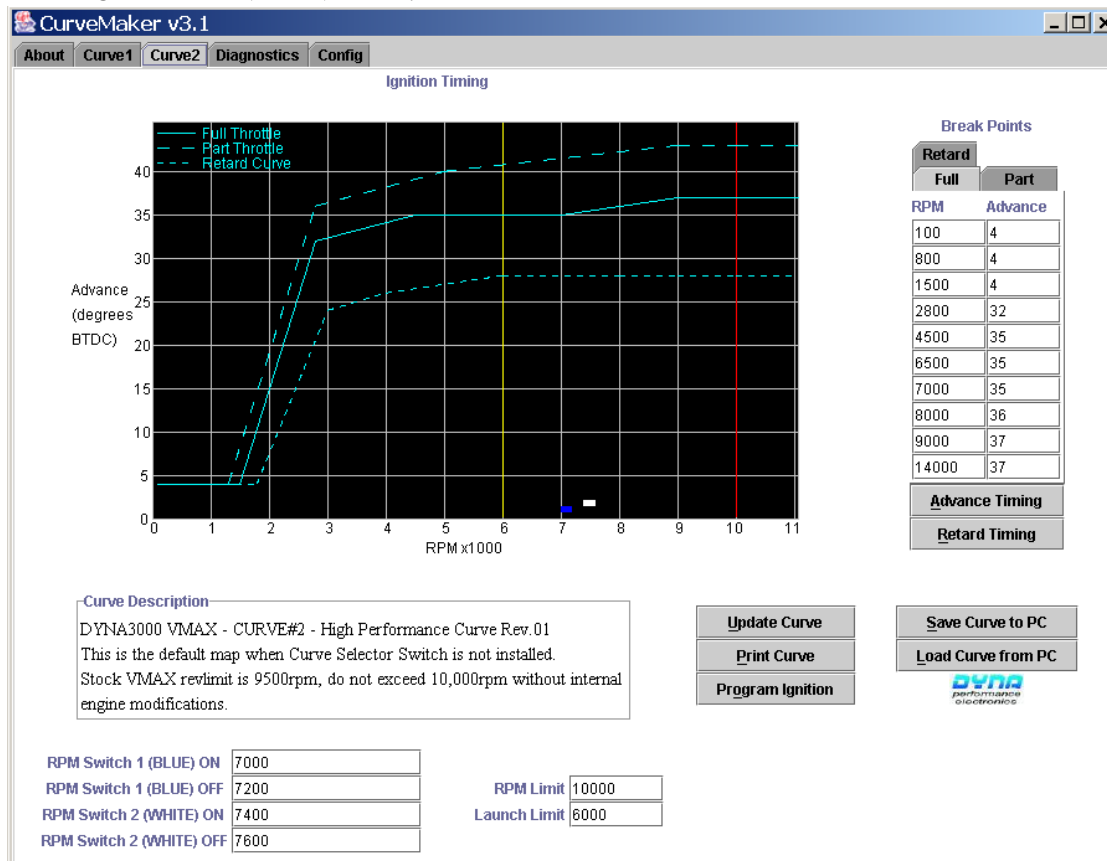 CurveMaker v3.1
About Curve1 Curve2 Diagnostics Config
Ignition Timing
Full Throttle
Part Throttle
Retard Curve
Advance
(degrees
BTDC)
40
35
30
25
20
15
10
5
0
0 1 2 3 4 5 6 7 8 9 10 11
RPM x1000
Break Points
Retard
Full Part
RPM Advance
100 4
800 4
1500 4
2800 32
4500 35
6500 35
7000 35
8000 36
9000 37
14000 37
Advance Timing
Retard Timing
Curve Description
DYNA3000 VMAX - CURVE#2 - High Performance Curve Rev.01
This is the default map when Curve Selector Switch is not installed.
Stock VMAX revlimit is 9500rpm, do not exceed 10,000rpm without internal
engine modifications.
Update Curve
Print Curve
Program Ignition
Save Curve to PC
Load Curve from PC
DYNA
performance
electronics
RPM Switch 1 (BLUE) ON 7000
RPM Switch 1 (BLUE) OFF 7200
RPM Switch 2 (WHITE) ON 7400
RPM Switch 2 (WHITE) OFF 7600
RPM Limit 10000
Launch Limit 6000